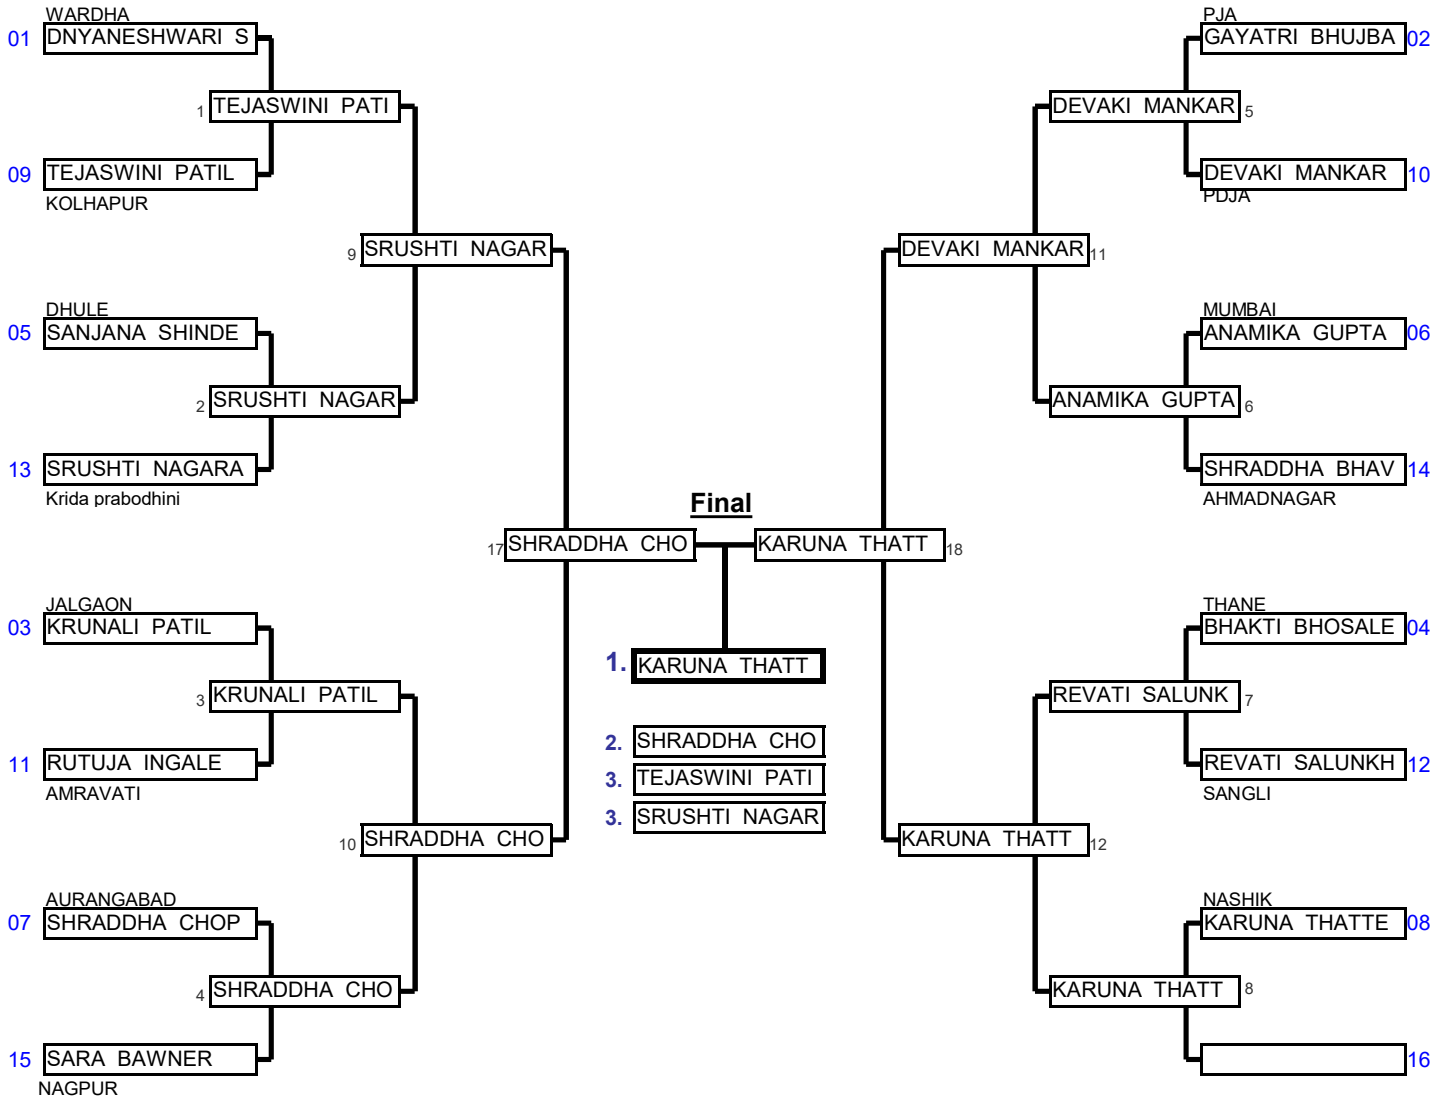 WARDHA
01 DNYANESHWARI S
1 TEJASWINI PATI
09 TEJASWINI PATIL
KOLHAPUR
9 SRUSHTI NAGAR
DHULE
05 SANJANA SHINDE
2 SRUSHTI NAGAR
13 SRUSHTI NAGARA
Krida prabodhini
17 SHRADDHA CHO
JALGAON
03 KRUNALI PATIL
3 KRUNALI PATIL
11 RUTUJA INGALE
AMRAVATI
10 SHRADDHA CHO
AURANGABAD
07 SHRADDHA CHOP
4 SHRADDHA CHO
15 SARA BAWNER
NAGPUR
Final
1. KARUNA THATT
2. SHRADDHA CHO
3. TEJASWINI PATI
3. SRUSHTI NAGAR
PJA
GAYATRI BHUJBA 02
DEVAKI MANKAR 5
DEVAKI MANKAR 10
PDJA
DEVAKI MANKAR 11
MUMBAI
ANAMIKA GUPTA 06
ANAMIKA GUPTA 6
SHRADDHA BHAV 14
AHMADNAGAR
KARUNA THATT 18
THANE
BHAKTI BHOSALE 04
REVATI SALUNK 7
REVATI SALUNKH 12
SANGLI
KARUNA THATT 12
NASHIK
KARUNA THATTE 08
KARUNA THATT 8
16